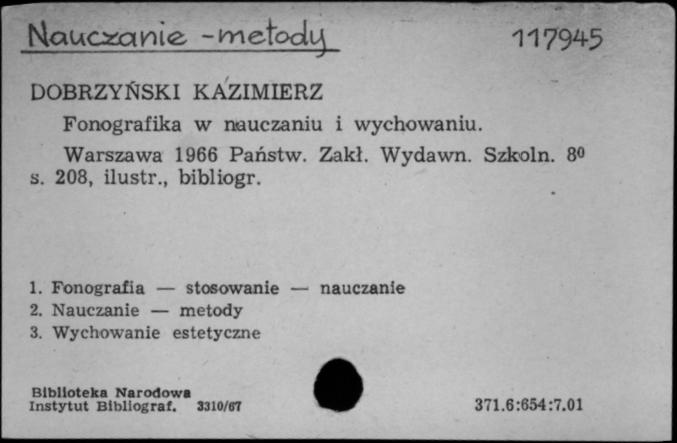 Nauczanie - metody 117945
DOBRZYŃSKI KAZIMIERZ
Fonografika w nauczaniu i wychowaniu.
Warszawa 1966 Państw. Zakł. Wydawn. Szkoln. 8⁰
s. 208, ilustr., bibliogr.
1. Fonografia — stosowanie — nauczanie
2. Nauczanie — metody
3. Wychowanie estetyczne
Biblioteka Narodowa
Instytut Bibliograf. 3310/67 371.6:654:7.01